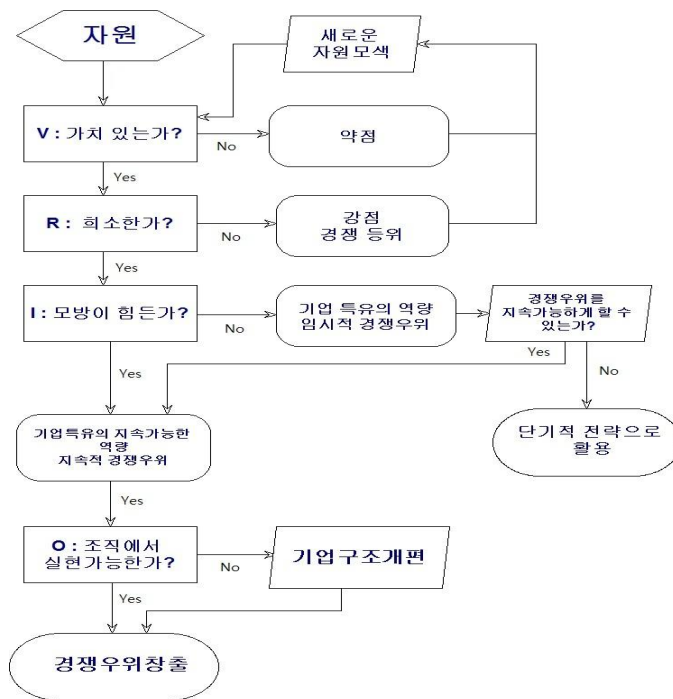 자원
새로운
자원모색
V : 가치 있는가?
No
약점
Yes
R : 희소한가?
No
강점
경쟁 등위
Yes
I : 모방이 힘든가?
No
기업 특유의 역량
임시적 경쟁우위
경쟁우위를
지속가능하게 할 수
있는가?
Yes
Yes
No
기업특유의 지속가능한
역량
지속적 경쟁우위
단기적 전략으로
활용
Yes
O : 조직에서
실현가능한가?
No
기업구조개편
Yes
경쟁우위창출